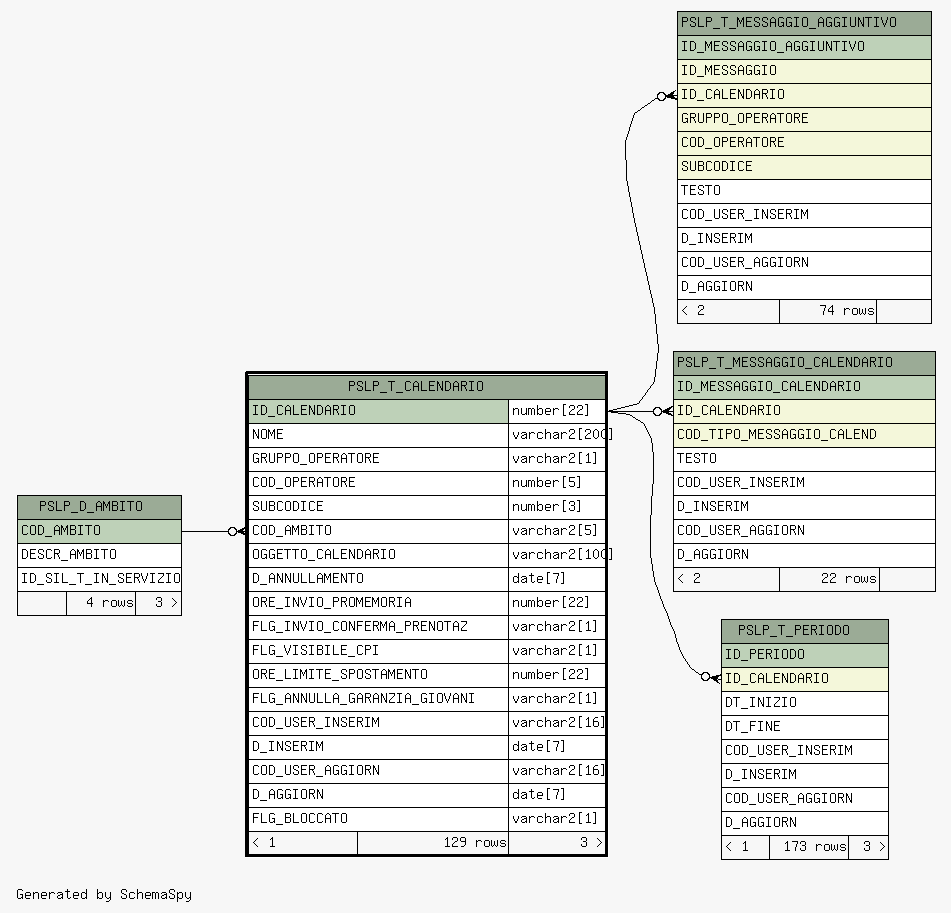 PSLP_T_MESSAGGIO_AGGIUNTIVO
ID_MESSAGGIO_AGGIUNTIVO
ID_MESSAGGIO
ID_CALENDARIO
GRUPPO_OPERATORE
COD_OPERATORE
SUBCODICE
TESTO
COD_USER_INSERIM
D_INSERIM
COD_USER_AGGIORN
D_AGGIORN
< 2 74 rows
PSLP_T_MESSAGGIO_CALENDARIO
ID_MESSAGGIO_CALENDARIO
ID_CALENDARIO
COD_TIPO_MESSAGGIO_CALEND
TESTO
COD_USER_INSERIM
D_INSERIM
COD_USER_AGGIORN
D_AGGIORN
< 2 22 rows
PSLP_T_CALENDARIO
ID_CALENDARIO number[22]
NOME varchar2[200]
GRUPPO_OPERATORE varchar2[1]
COD_OPERATORE number[5]
SUBCODICE number[3]
COD_AMBITO varchar2[5]
OGGETTO_CALENDARIO varchar2[100]
D_ANNULLAMENTO date[7]
ORE_INVIO_PROMEMORIA number[22]
FLG_INVIO_CONFERMA_PRENOTAZ varchar2[1]
FLG_VISIBILE_CPI varchar2[1]
ORE_LIMITE_SPOSTAMENTO number[22]
FLG_ANNULLA_GARANZIA_GIOVANI varchar2[1]
COD_USER_INSERIM varchar2[16]
D_INSERIM date[7]
COD_USER_AGGIORN varchar2[16]
D_AGGIORN date[7]
FLG_BLOCCATO varchar2[1]
< 1 129 rows 3 >
PSLP_D_AMBITO
COD_AMBITO
DESCR_AMBITO
ID_SIL_T_IN_SERVIZIO
4 rows 3 >
PSLP_T_PERIODO
ID_PERIODO
ID_CALENDARIO
DT_INIZIO
DT_FINE
COD_USER_INSERIM
D_INSERIM
COD_USER_AGGIORN
D_AGGIORN
< 1 173 rows 3 >
Generated by SchemaSpy